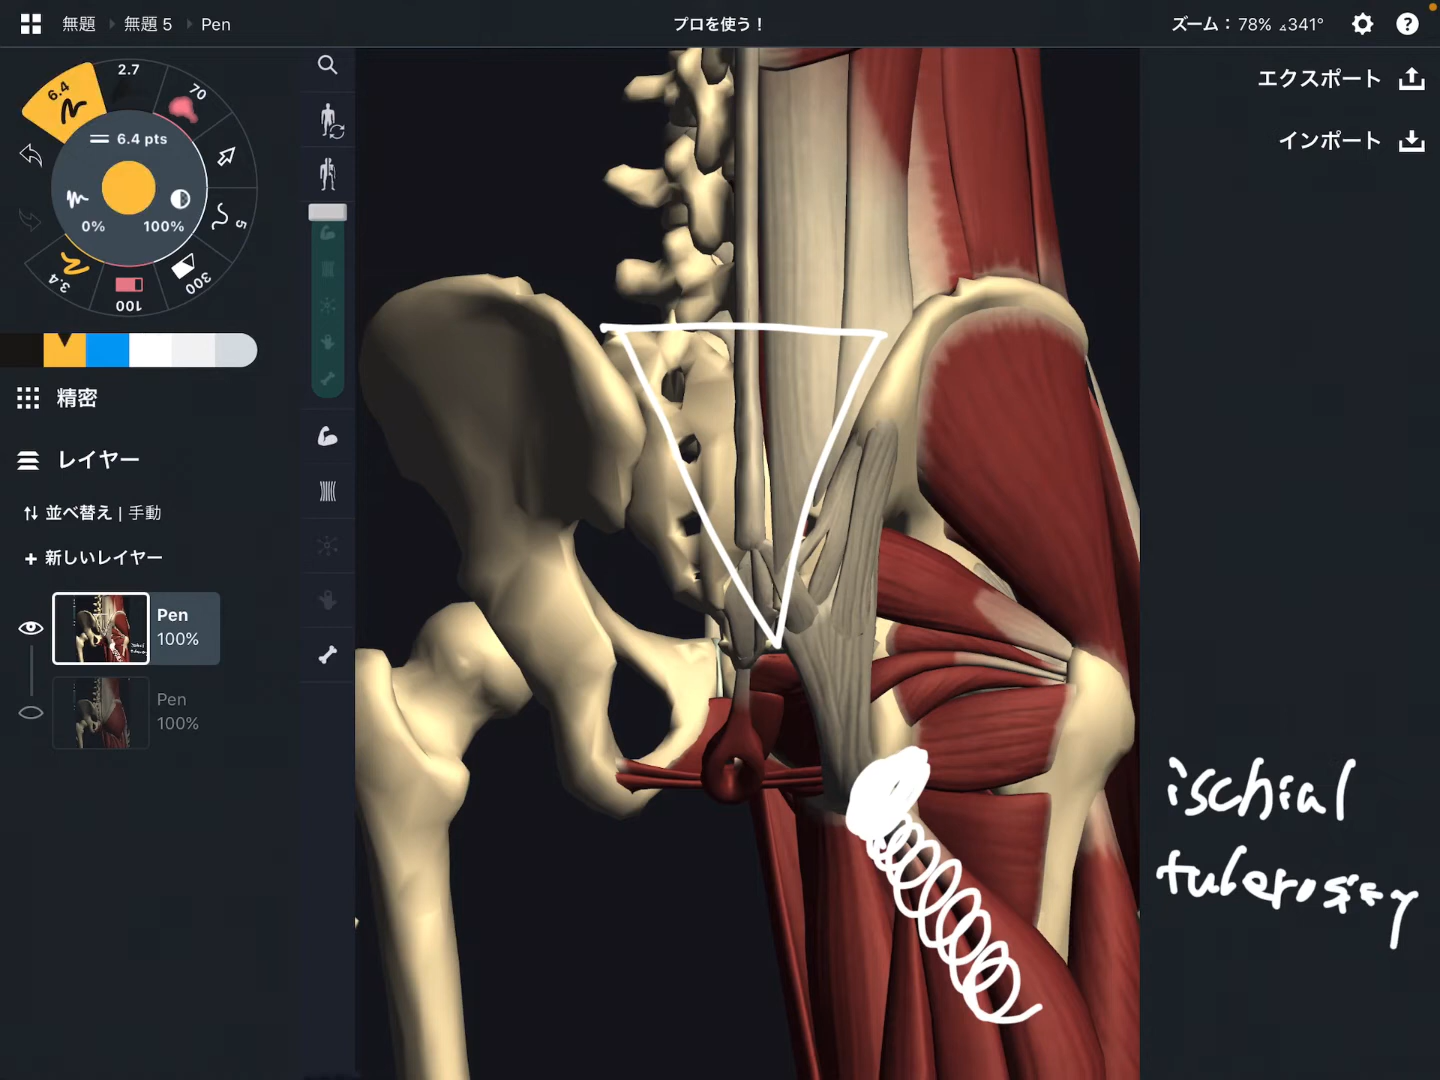 無題 無題 5 Pen
プロを使う！
ズーム： 78% ⊿341°
エクスポート
インポート
2.7
6.4
70
6.4 pts
0% 100%
5
3.4
100
300
精密
レイヤー
並べ替え | 手動
+ 新しいレイヤー
Pen
100%
Pen
100%
ischial
tuberosity